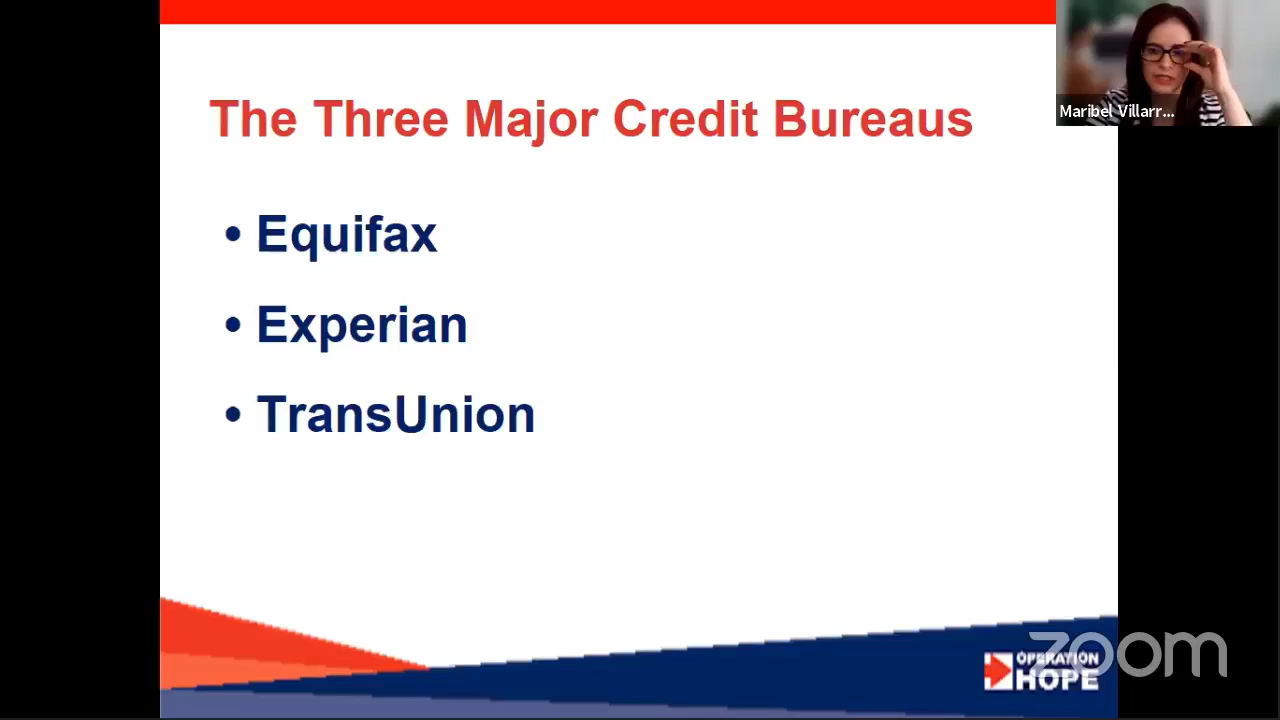 The Three Major Credit Bureaus
Maribel Villarr...
• Equifax
• Experian
• TransUnion
OPERATION
HOPE
zoom